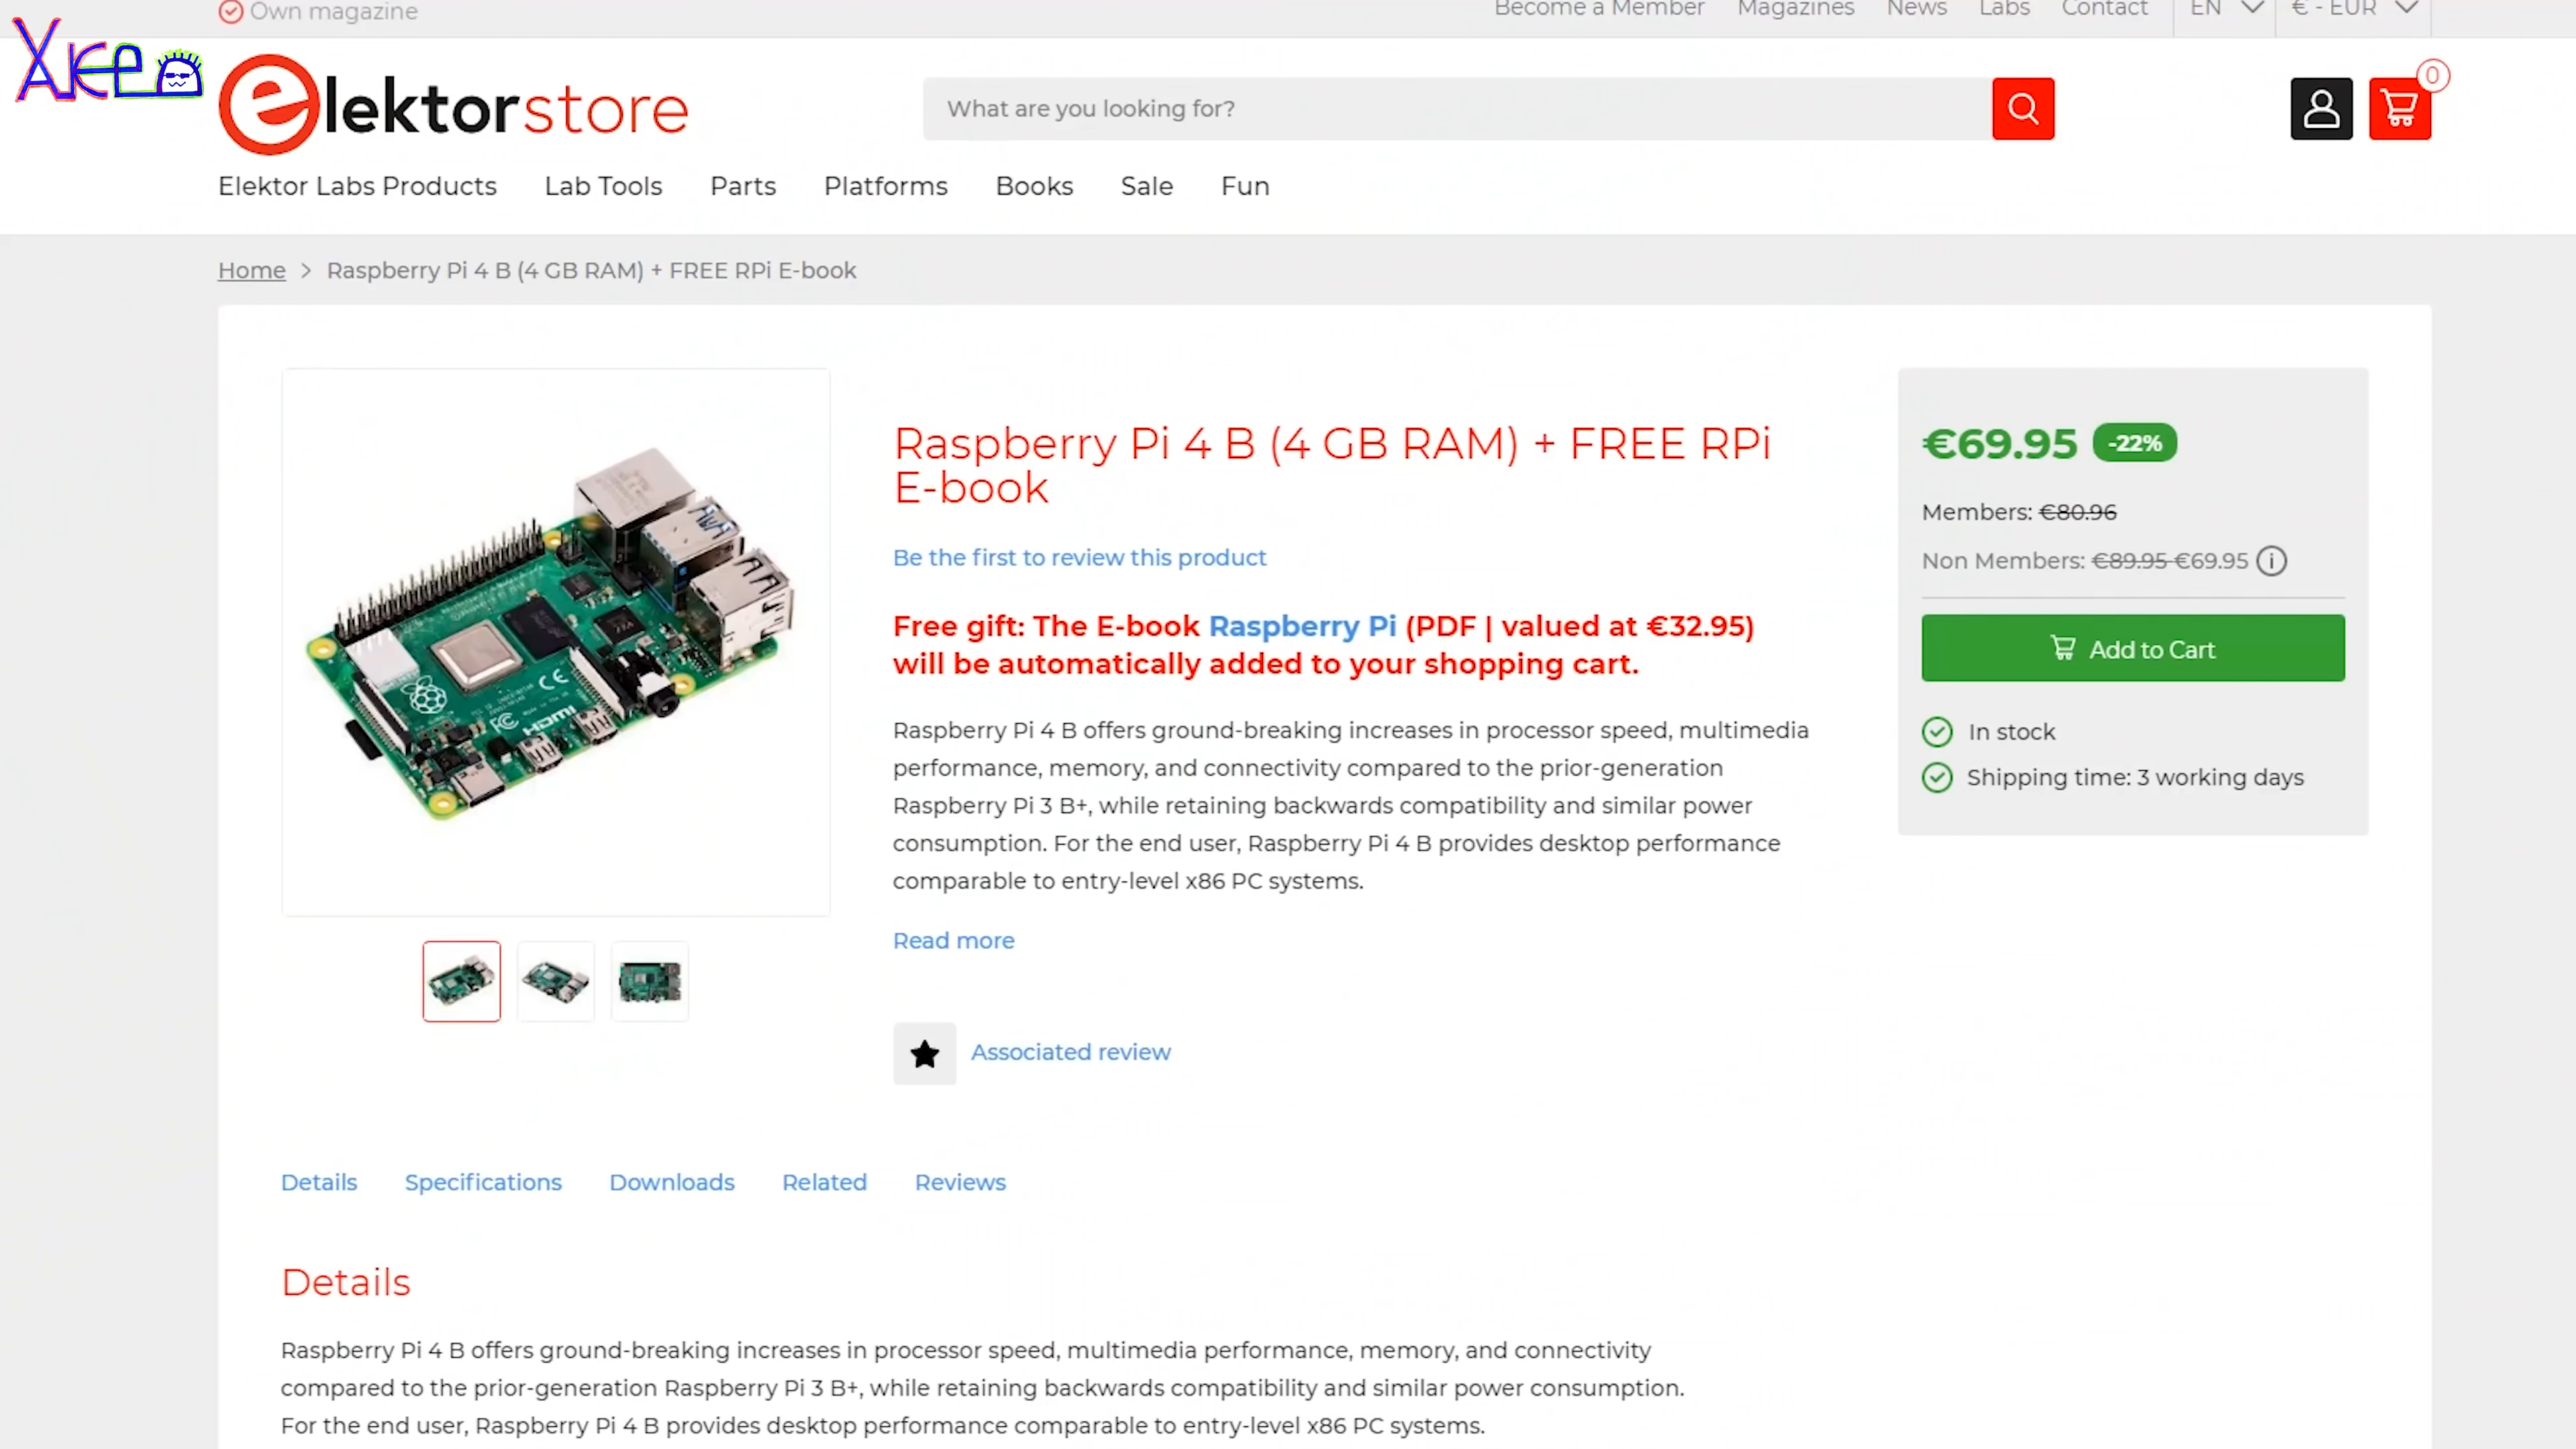 Own magazine
Become a Member Magazines News Labs Contact EN € - EUR
elektorstore
What are you looking for?
0
Elektor Labs Products Lab Tools Parts Platforms Books Sale Fun
Home > Raspberry Pi 4 B (4 GB RAM) + FREE RPi E-book
Raspberry Pi 4 B (4 GB RAM) + FREE RPi
E-book
Be the first to review this product
Free gift: The E-book Raspberry Pi (PDF | valued at €32.95)
will be automatically added to your shopping cart.
Raspberry Pi 4 B offers ground-breaking increases in processor speed, multimedia
performance, memory, and connectivity compared to the prior-generation
Raspberry Pi 3 B+, while retaining backwards compatibility and similar power
consumption. For the end user, Raspberry Pi 4 B provides desktop performance
comparable to entry-level x86 PC systems.
Read more
Associated review
€69.95 -22%
Members: €80.96
Non Members: €89.95 €69.95
Add to Cart
In stock
Shipping time: 3 working days
HDMI
FC CE
Details Specifications Downloads Related Reviews
Details
Raspberry Pi 4 B offers ground-breaking increases in processor speed, multimedia performance, memory, and connectivity
compared to the prior-generation Raspberry Pi 3 B+, while retaining backwards compatibility and similar power consumption.
For the end user, Raspberry Pi 4 B provides desktop performance comparable to entry-level x86 PC systems.